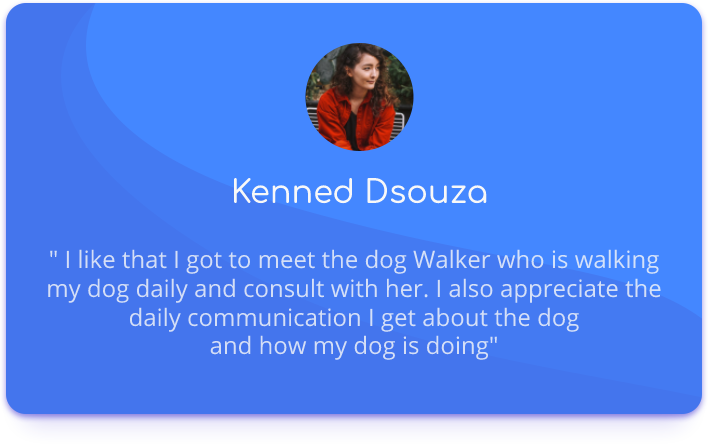 Kenned Dsouza
" I like that I got to meet the dog Walker who is walking
my dog daily and consult with her. I also appreciate the
daily communication I get about the dog
and how my dog is doing"